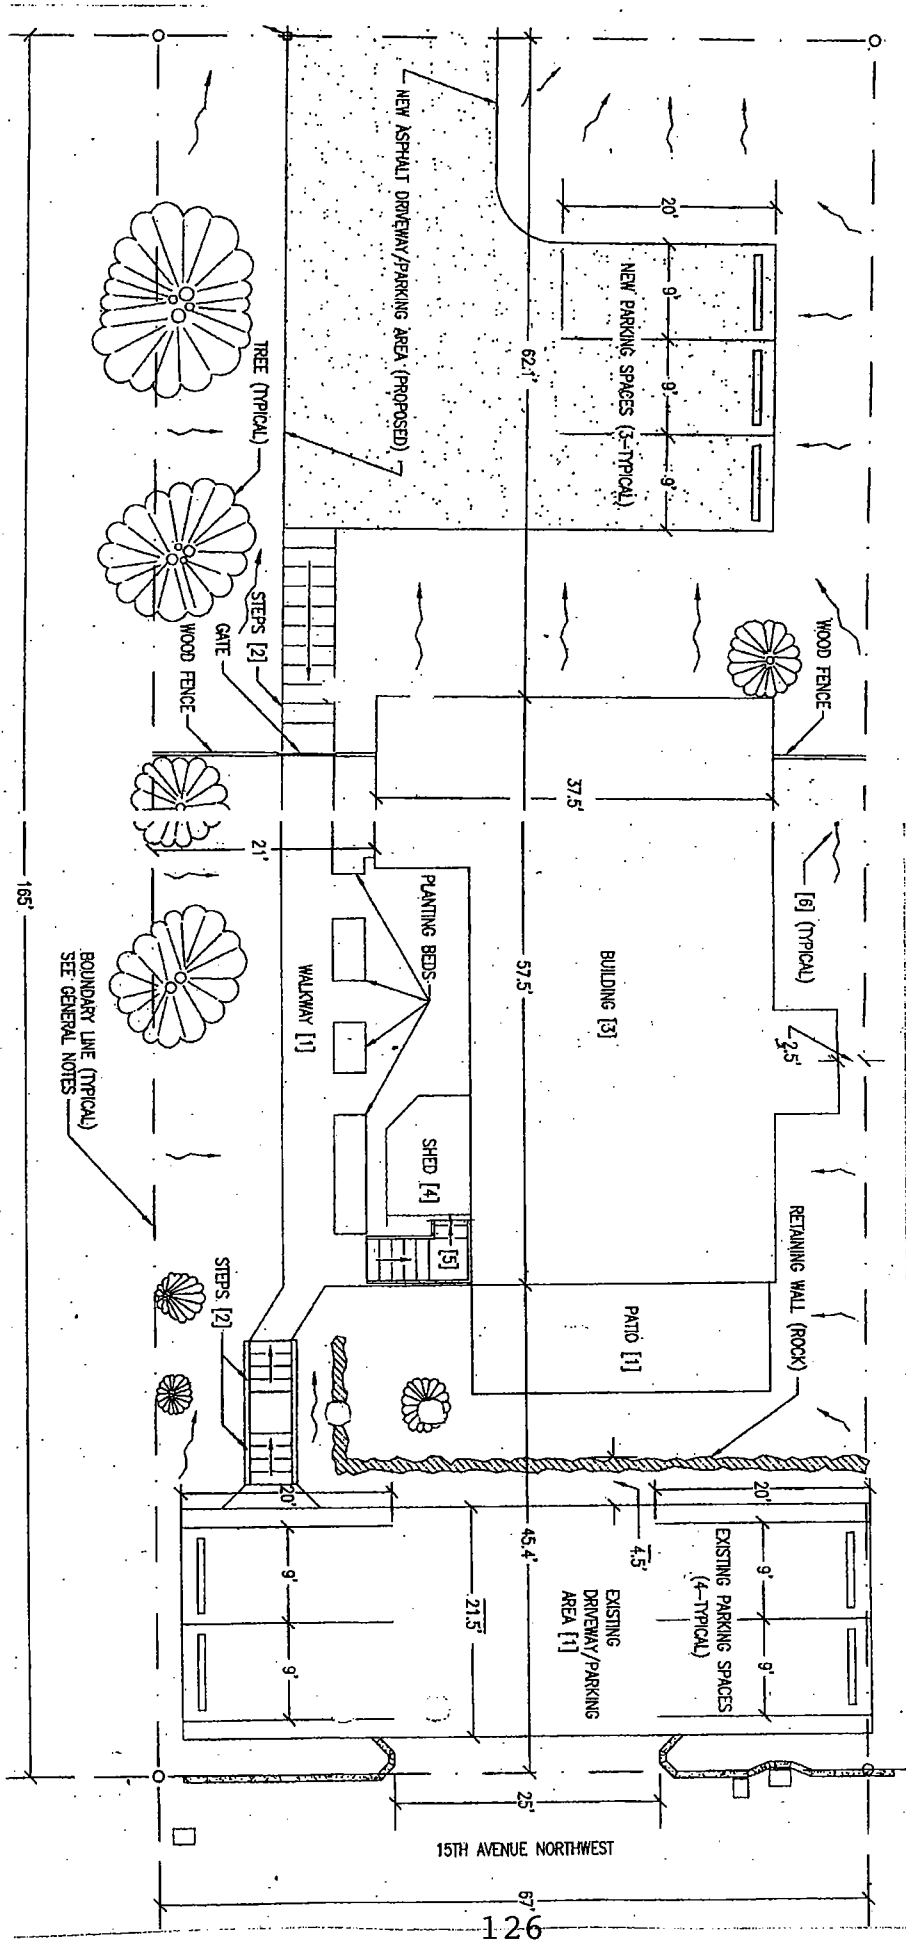 NEW ASPHALT DRIVEWAY/PARKING AREA (PROPOSED)
20'
NEW PARKING SPACES (3-TYPICAL)
9'
9'
9'
62.1'
TREE (TYPICAL)
STEPS [2]
GATE
WOOD FENCE
WOOD FENCE
37.5'
21'
165'
[6] (TYPICAL)
PLANTING BEDS
BUILDING [3]
57.5'
WALKWAY [1]
2.5'
BOUNDARY LINE (TYPICAL)
SEE GENERAL NOTES
SHED [4]
[5]
RETAINING WALL (ROCK)
STEPS [2]
PATIO [1]
20'
20'
45.4'
4.5'
EXISTING PARKING SPACES
(4-TYPICAL)
9'
9'
9'
9'
21.5'
EXISTING
DRIVEWAY/PARKING
AREA [1]
25'
15TH AVENUE NORTHWEST
67'
126